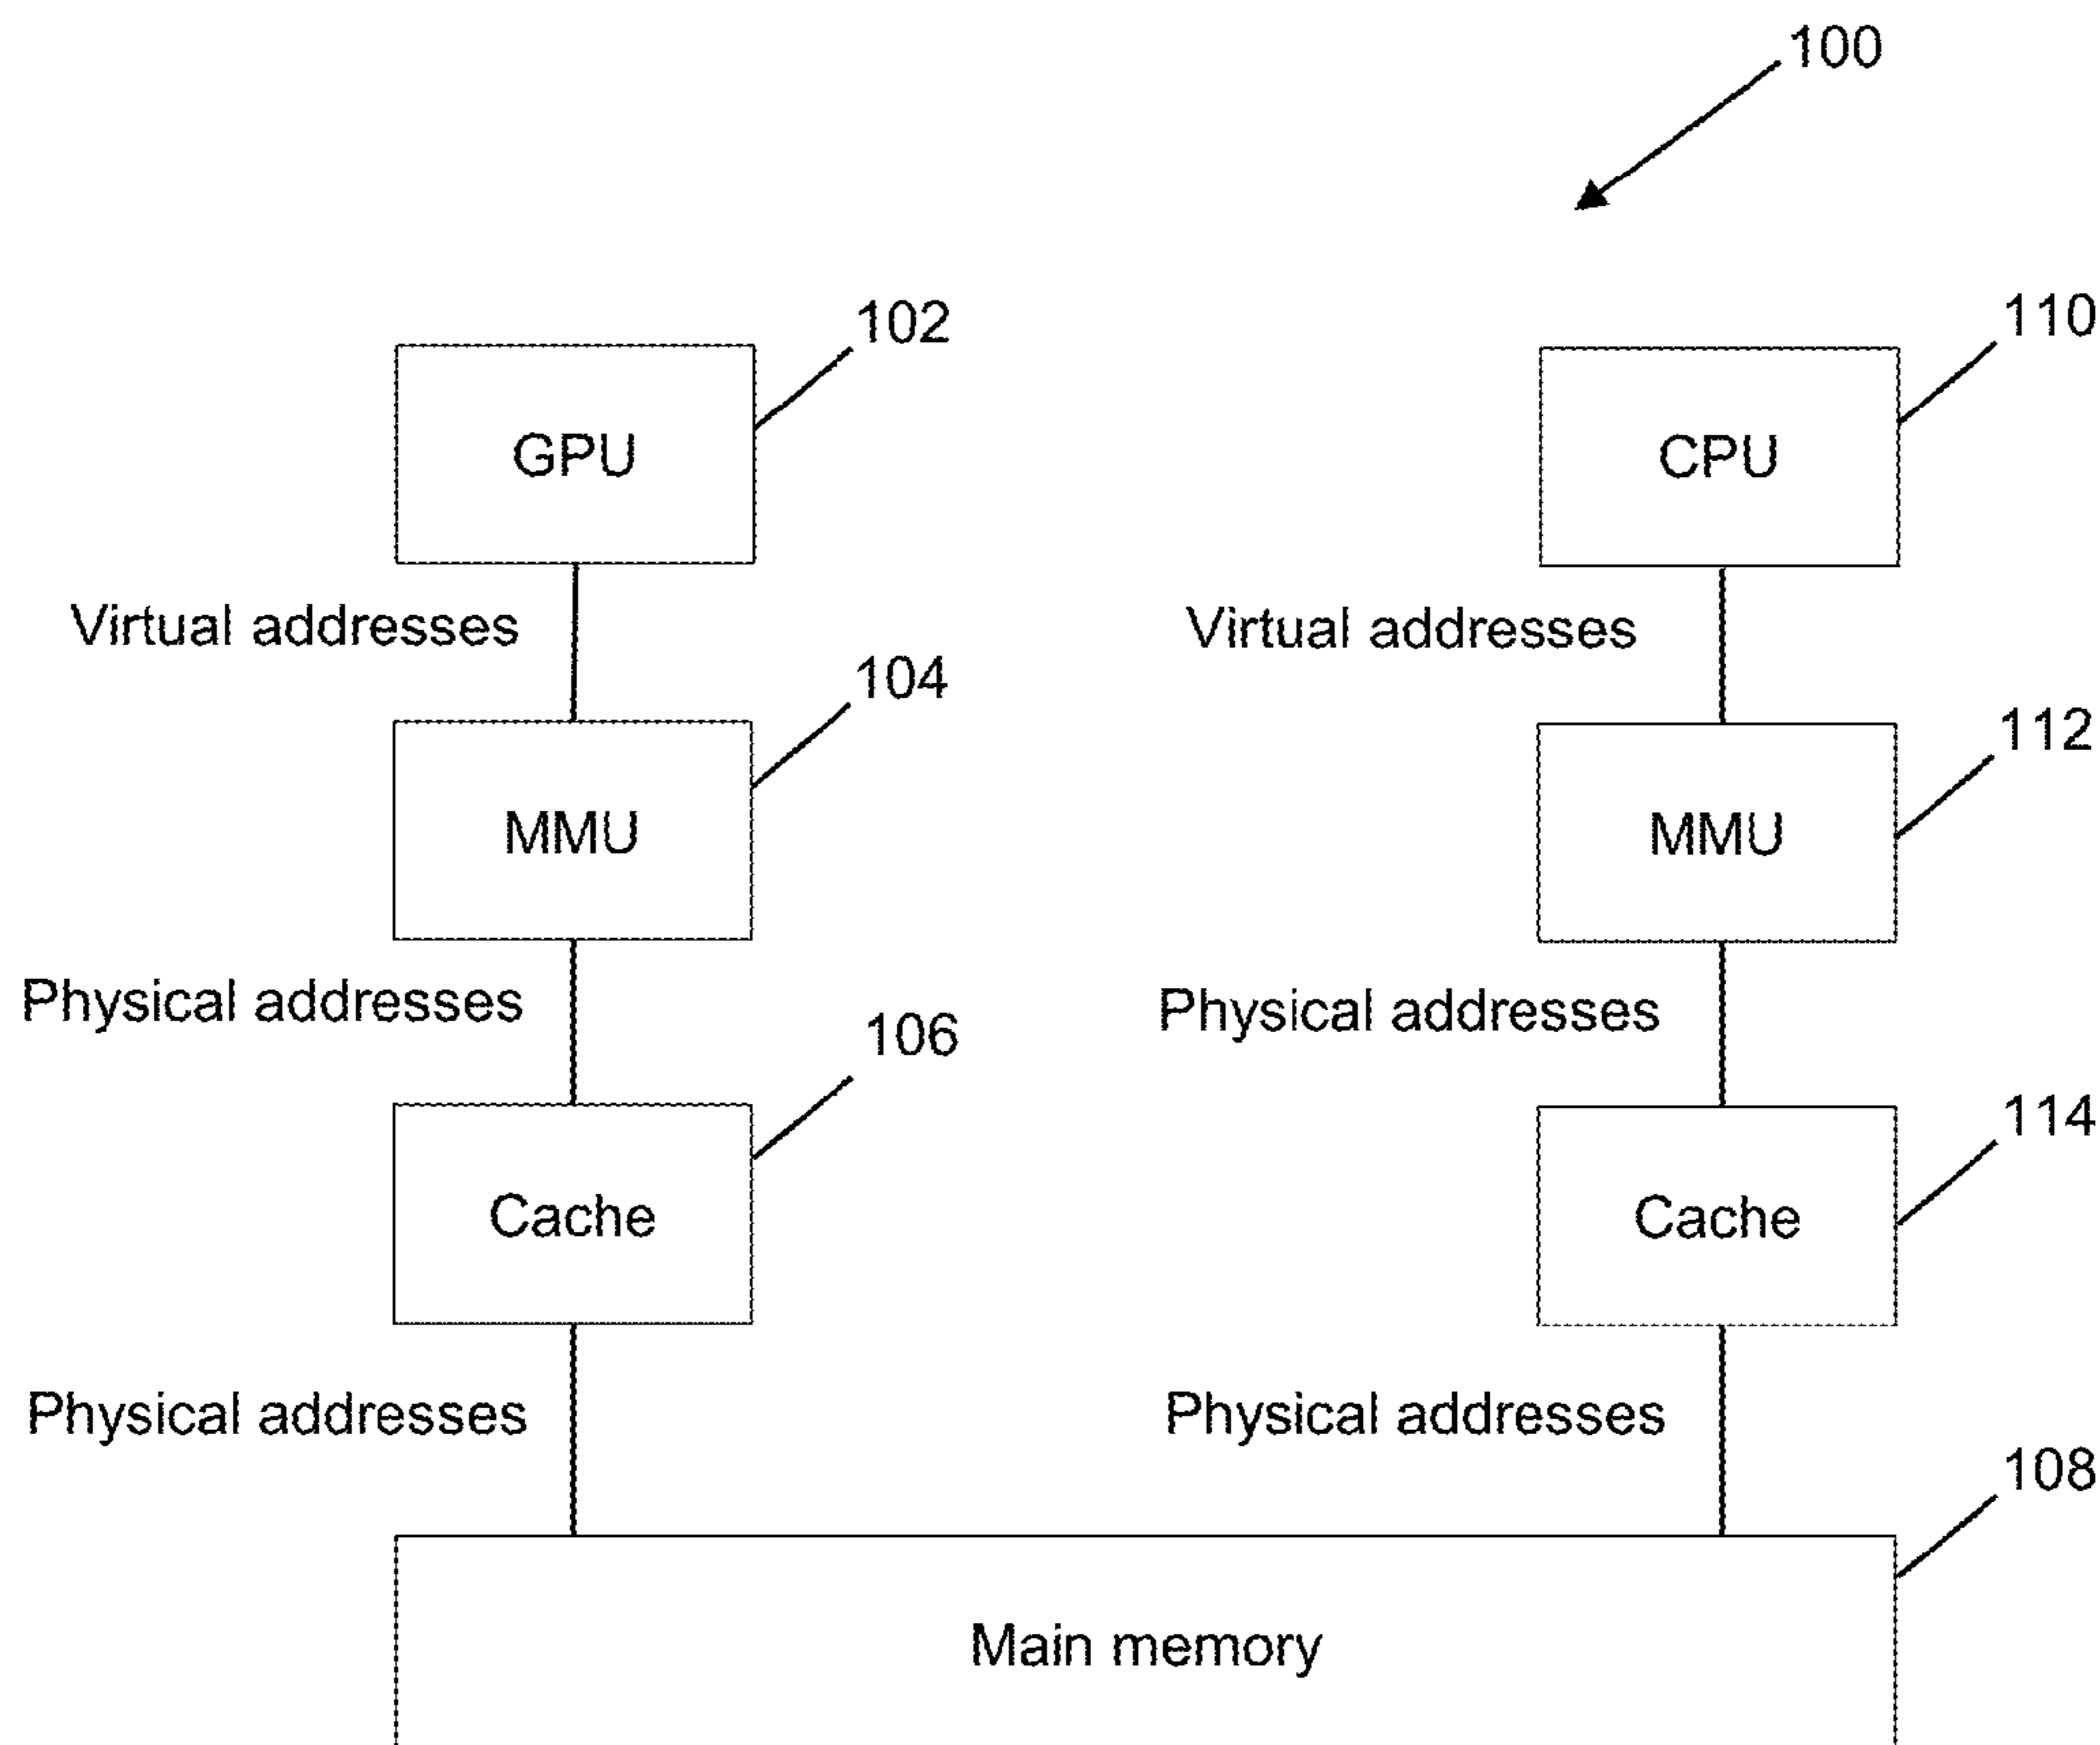 100
102
110
GPU
CPU
Virtual addresses
Virtual addresses
104
112
MMU
MMU
Physical addresses
Physical addresses
106
114
Cache
Cache
Physical addresses
Physical addresses
108
Main memory